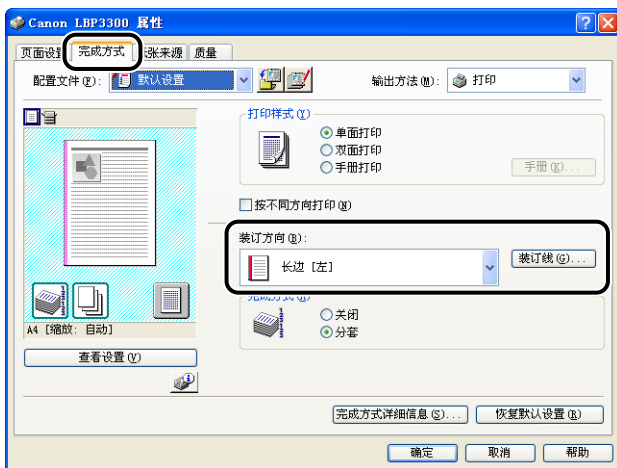 Canon LBP3300 属性
页面设 完成方式 张来源 质量
配置文件(F): 默认设置 输出方法(M): 打印
打印样式(Y)
单面打印
双面打印
手册打印 手册(K)...
按不同方向打印(W)
装订方向(B):
长边 [左] 装订线(G)...
完成方式
关闭
分套
A4 [缩放: 自动]
查看设置(V)
完成方式详细信息(S)... 恢复默认设置(R)
确定 取消 帮助